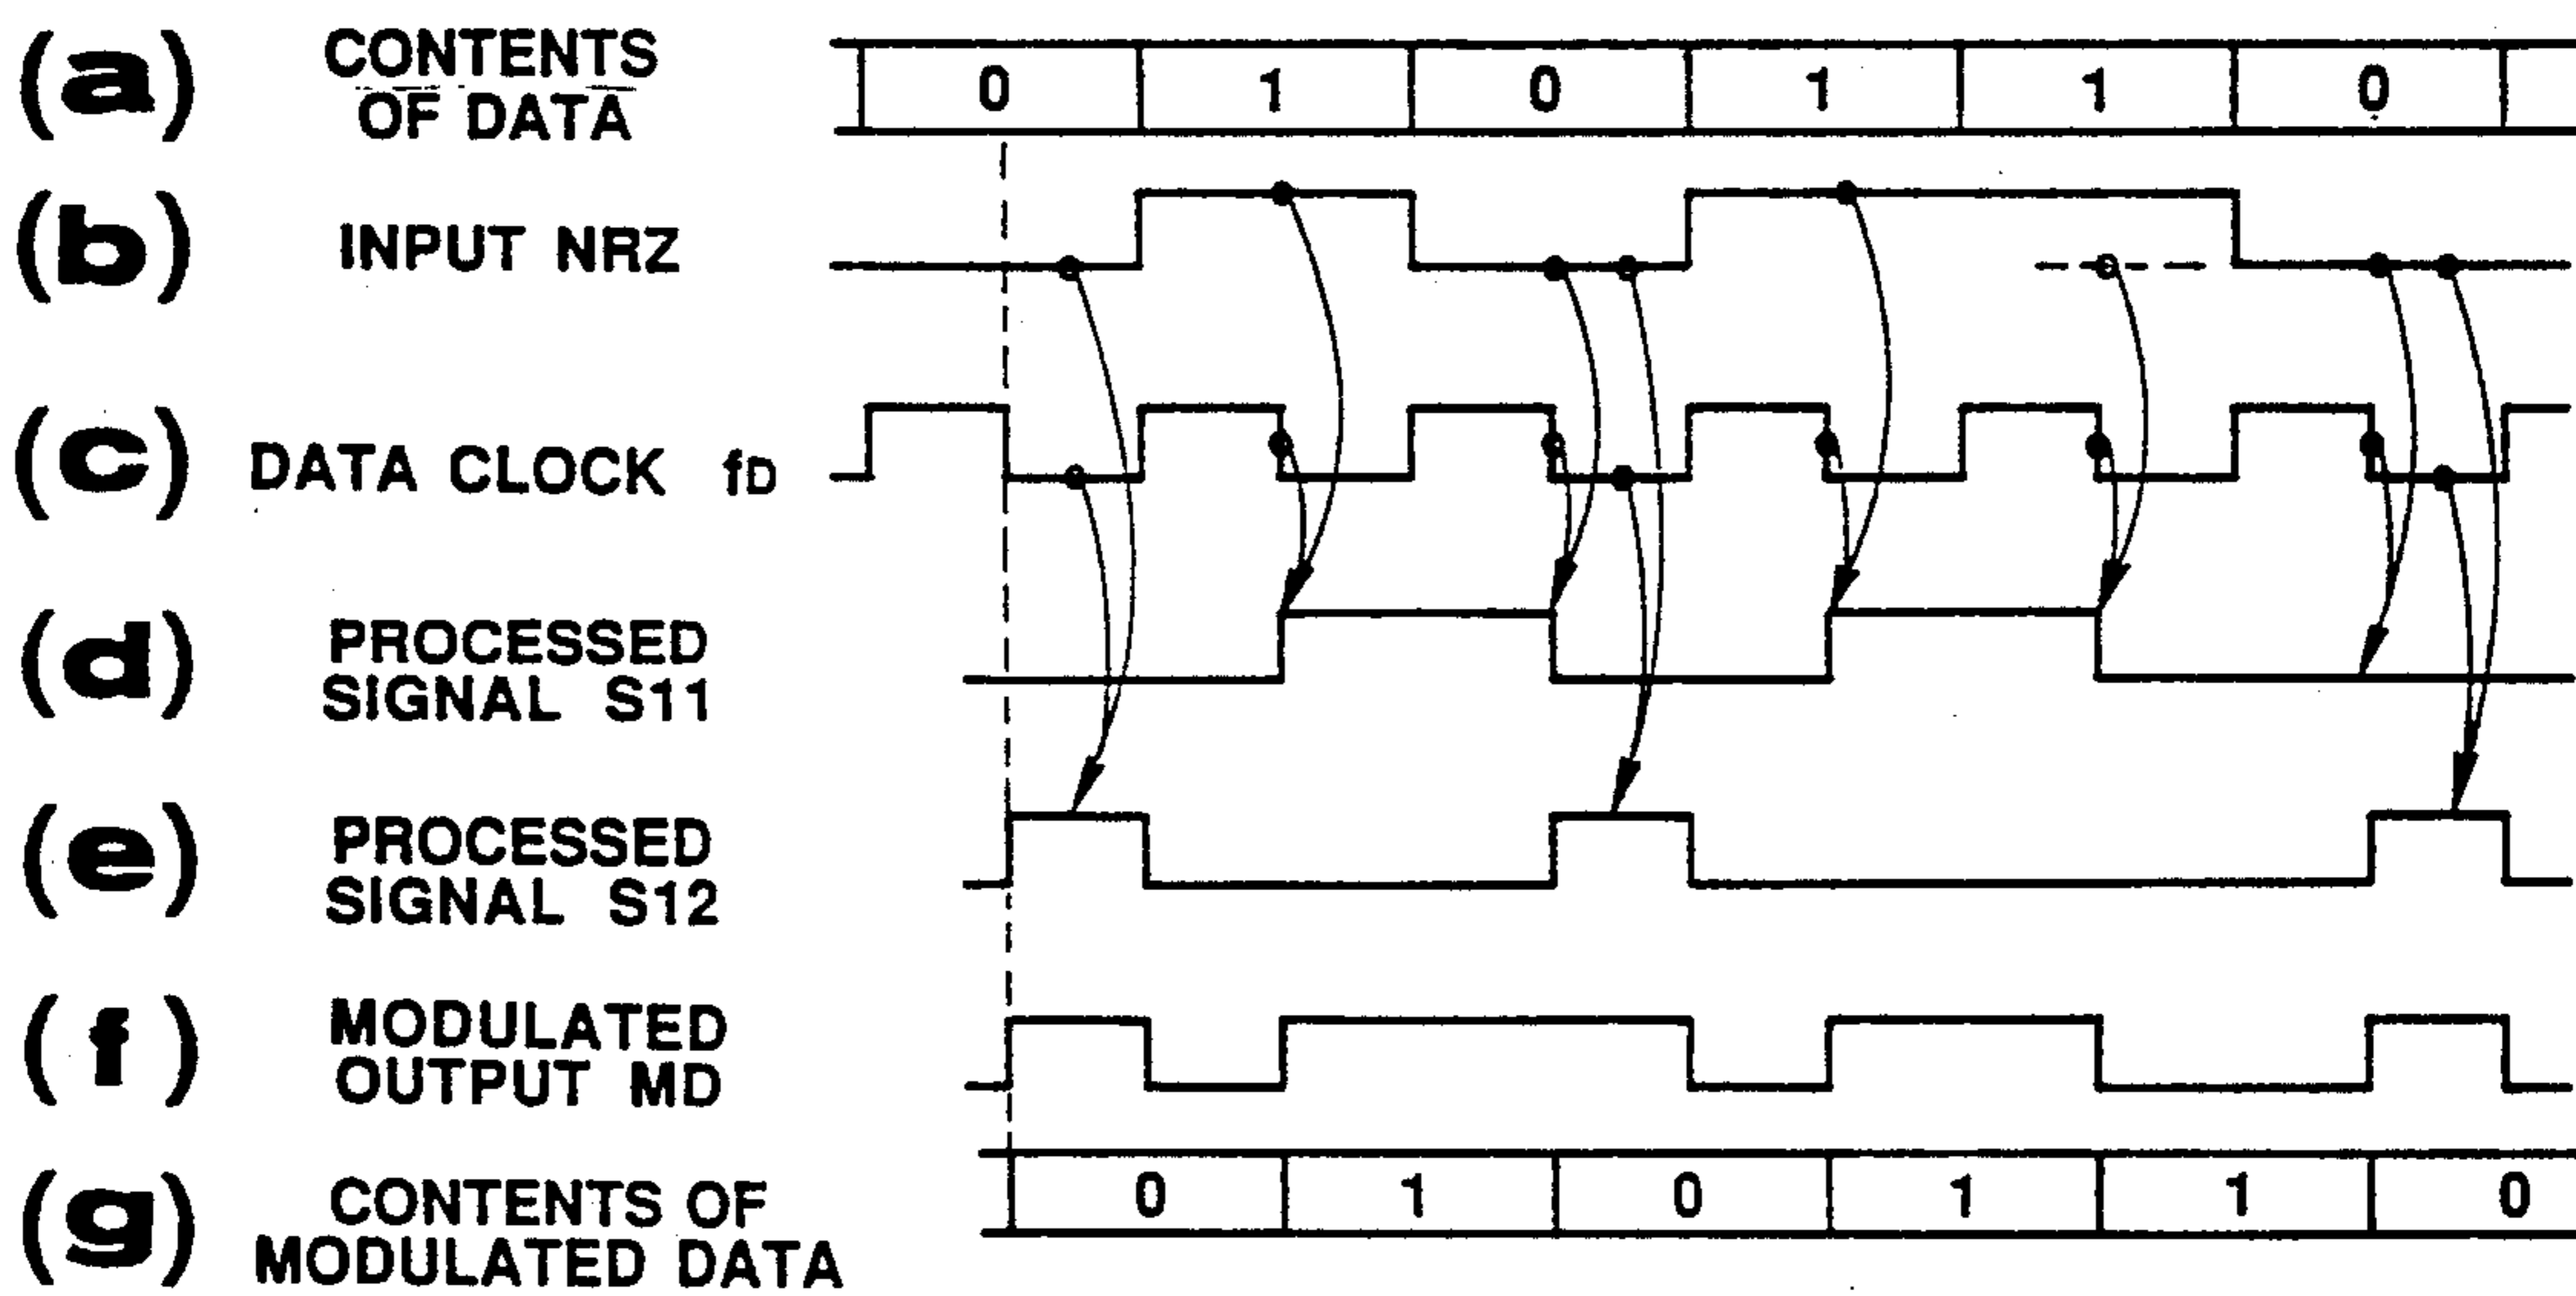 (a) CONTENTS OF DATA 0 1 0 1 1 0
(b) INPUT NRZ
(c) DATA CLOCK fD
(d) PROCESSED SIGNAL S11
(e) PROCESSED SIGNAL S12
(f) MODULATED OUTPUT MD
(g) CONTENTS OF MODULATED DATA 0 1 0 1 1 0